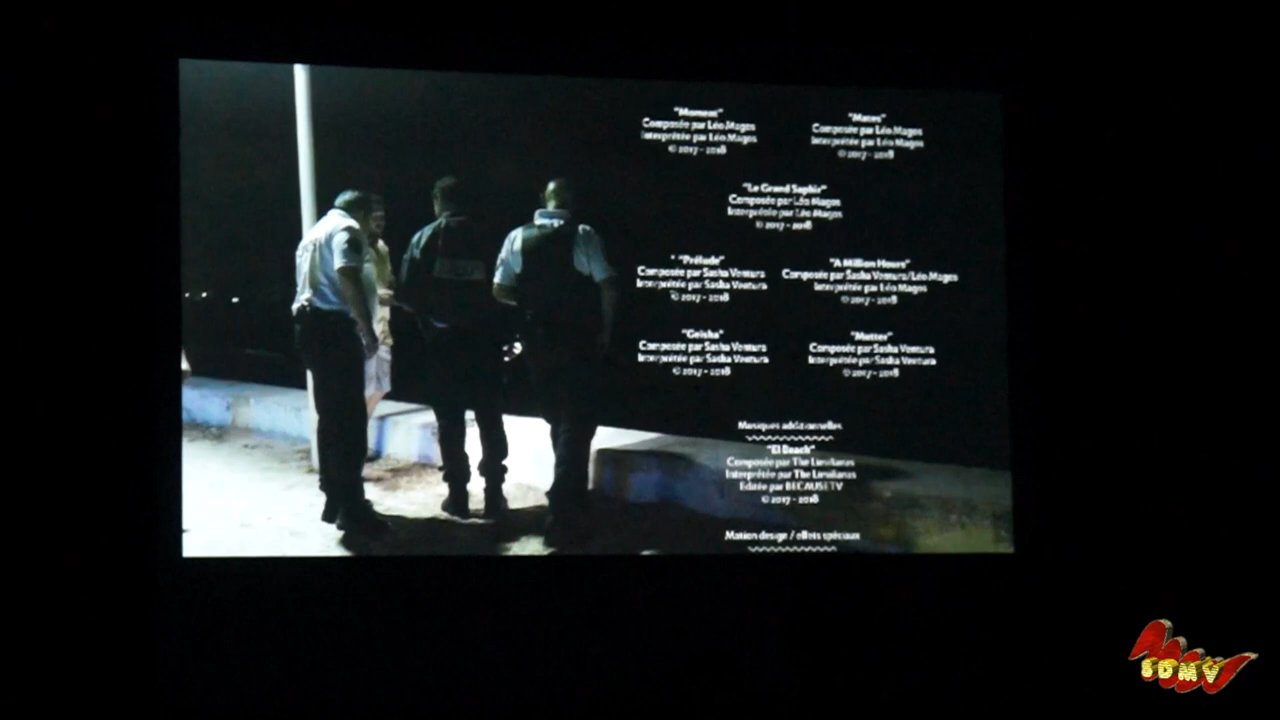 "Moment"
Composée par Léo Magos
Interprétée par Léo Magos
© 2017 - 2018
"Mates"
Composée par Léo Magos
Interprétée par Léo Magos
© 2017 - 2018
"Le Grand Saphir"
Composée par Léo Magos
Interprétée par Léo Magos
© 2017 - 2018
" "Prélude"
Composée par Sasha Ventura
Interprétée par Sasha Ventura
© 2017 - 2018
"A Million Hours"
Composée par Sasha Ventura/Léo Magos
Interprétée par Léo Magos
© 2017 - 2018
"Geisha"
Composée par Sasha Ventura
Interprétée par Sasha Ventura
© 2017 - 2018
"Matter"
Composée par Sasha Ventura
Interprétée par Sasha Ventura
© 2017 - 2018
Musiques additionnelles
"El Beach"
Composée par The Limiñanas
Interprétée par The Limiñanas
Editée par BECAUSE TV
© 2017 - 2018
Motion design / effets spéciaux
SDMV